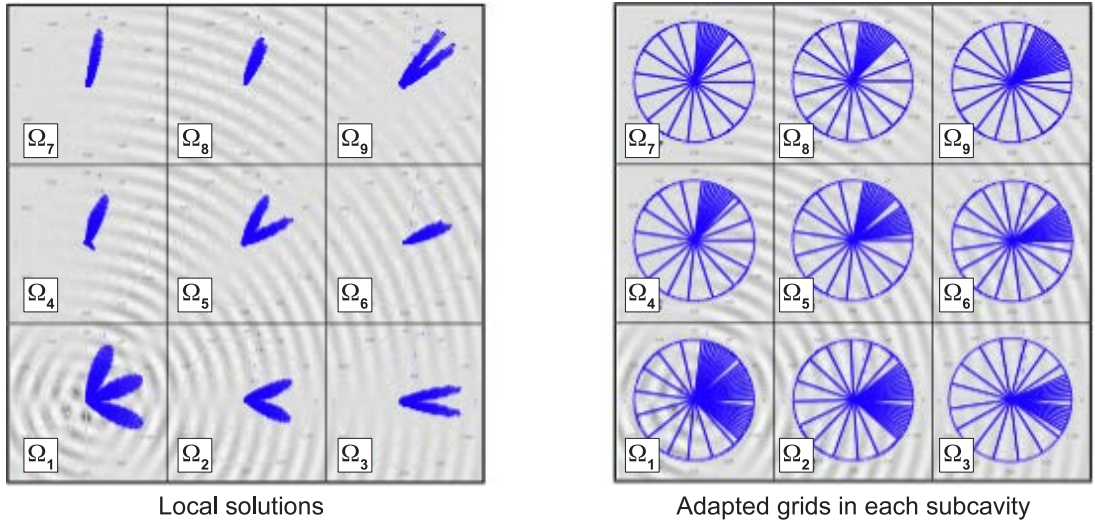 Ω7 Ω8 Ω9 Ω7 Ω8 Ω9
Ω4 Ω5 Ω6 Ω4 Ω5 Ω6
Ω1 Ω2 Ω3 Ω1 Ω2 Ω3
Local solutions Adapted grids in each subcavity